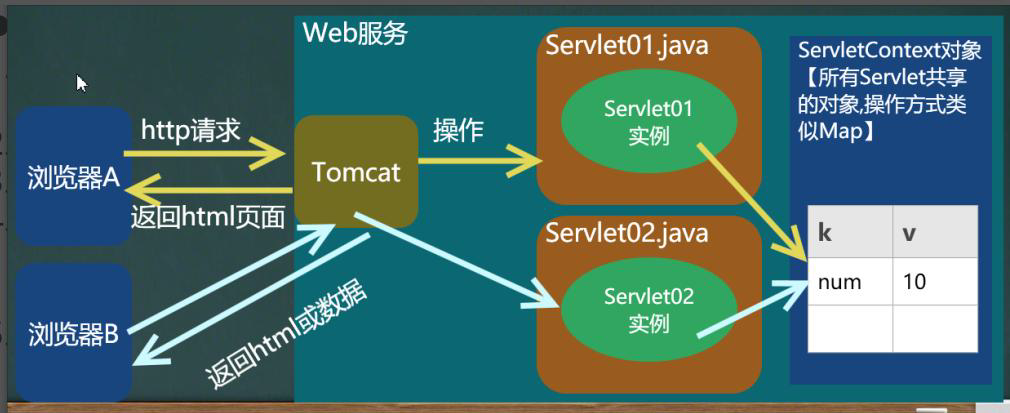 Web服务
Servlet01.java
Servlet01
实例
ServletContext对象
【所有Servlet共享
的对象,操作方式类
似Map】
http请求
操作
浏览器A
Tomcat
返回html页面
Servlet02.java
Servlet02
实例
k v
num 10
浏览器B
返回html或数据